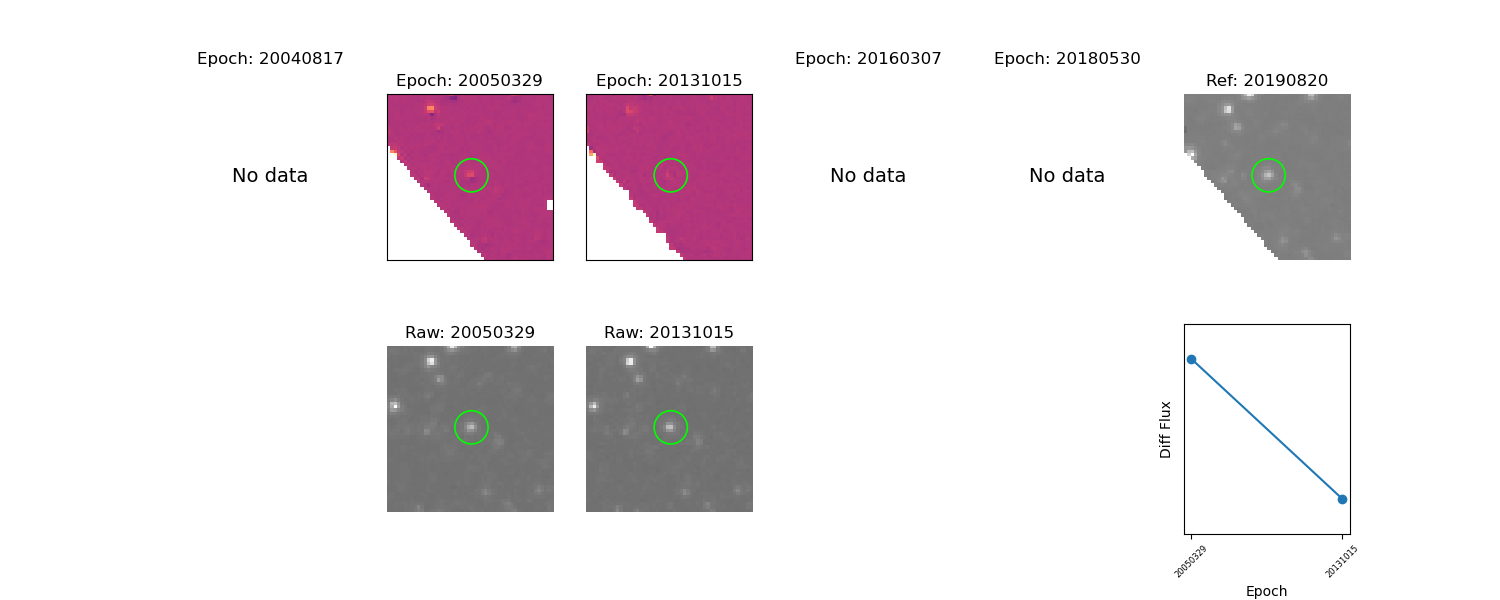 Epoch: 20040817
Epoch: 20160307
Epoch: 20180530
Epoch: 20050329
Epoch: 20131015
Ref: 20190820
No data
No data
No data
Raw: 20050329
Raw: 20131015
Diff Flux
20050329
20131015
Epoch